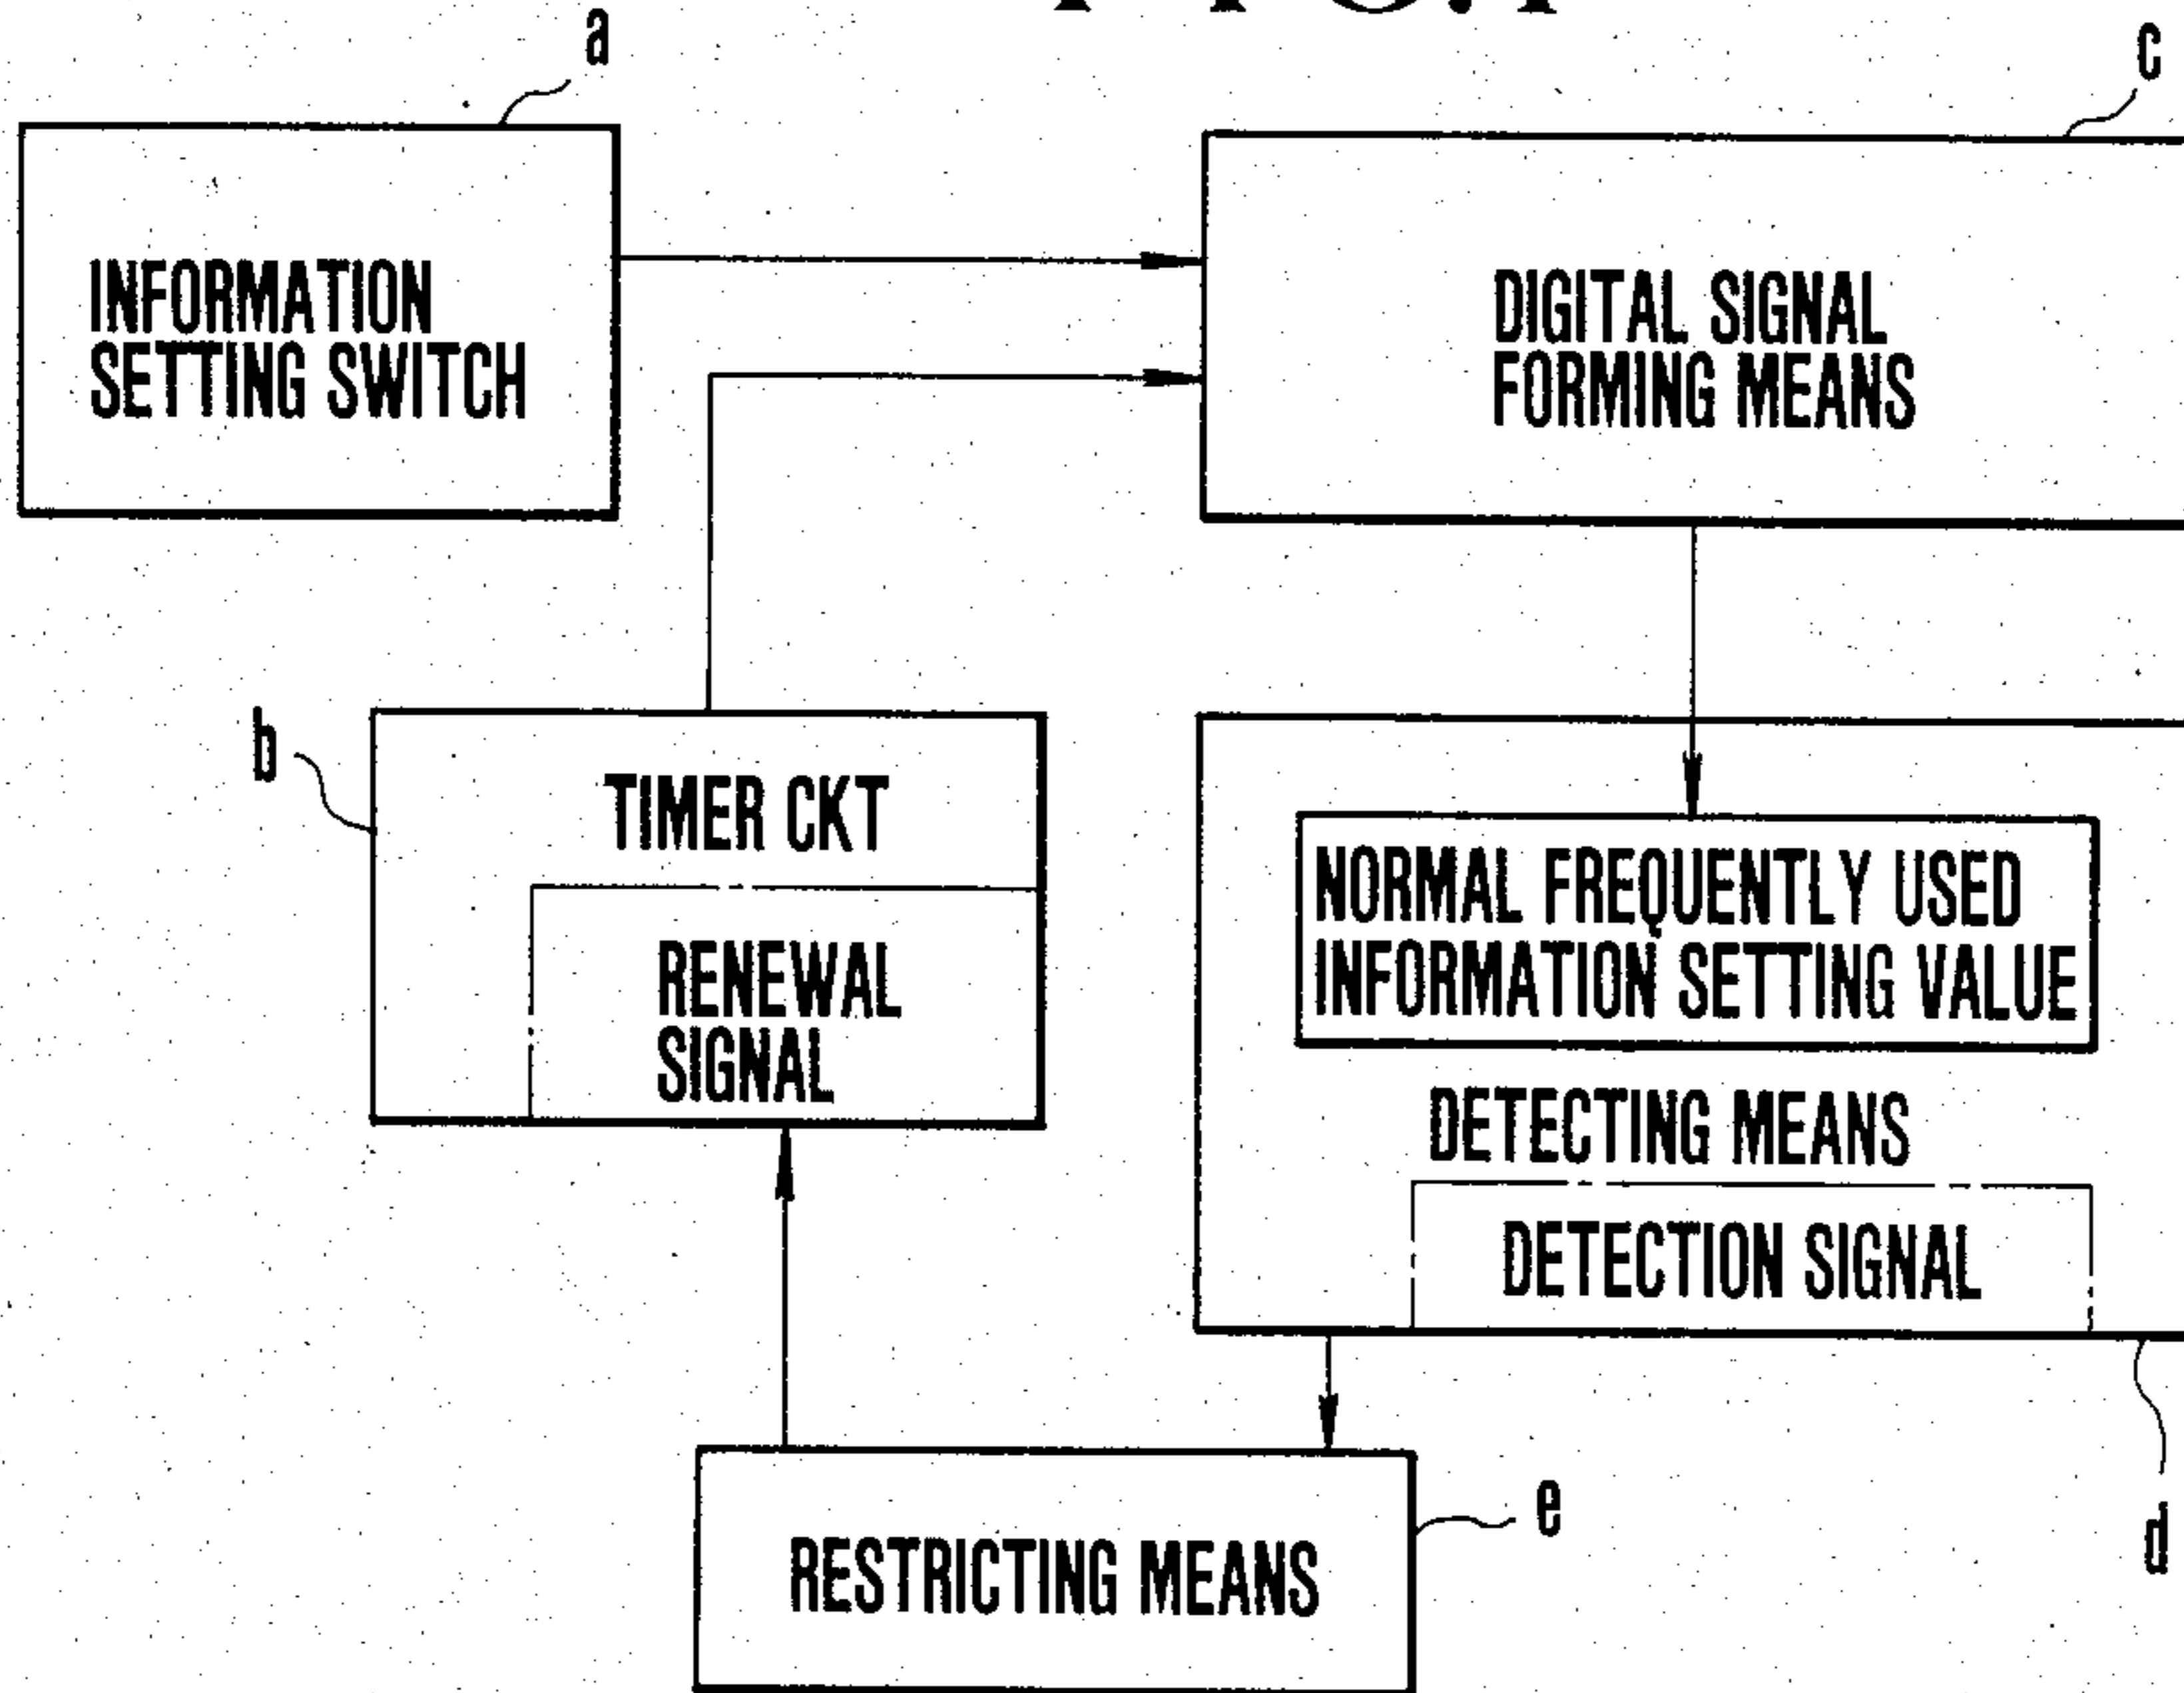 a
c
INFORMATION
SETTING SWITCH
DIGITAL SIGNAL
FORMING MEANS
b
TIMER CKT
RENEWAL
SIGNAL
NORMAL FREQUENTLY USED
INFORMATION SETTING VALUE
DETECTING MEANS
DETECTION SIGNAL
RESTRICTING MEANS
e
d